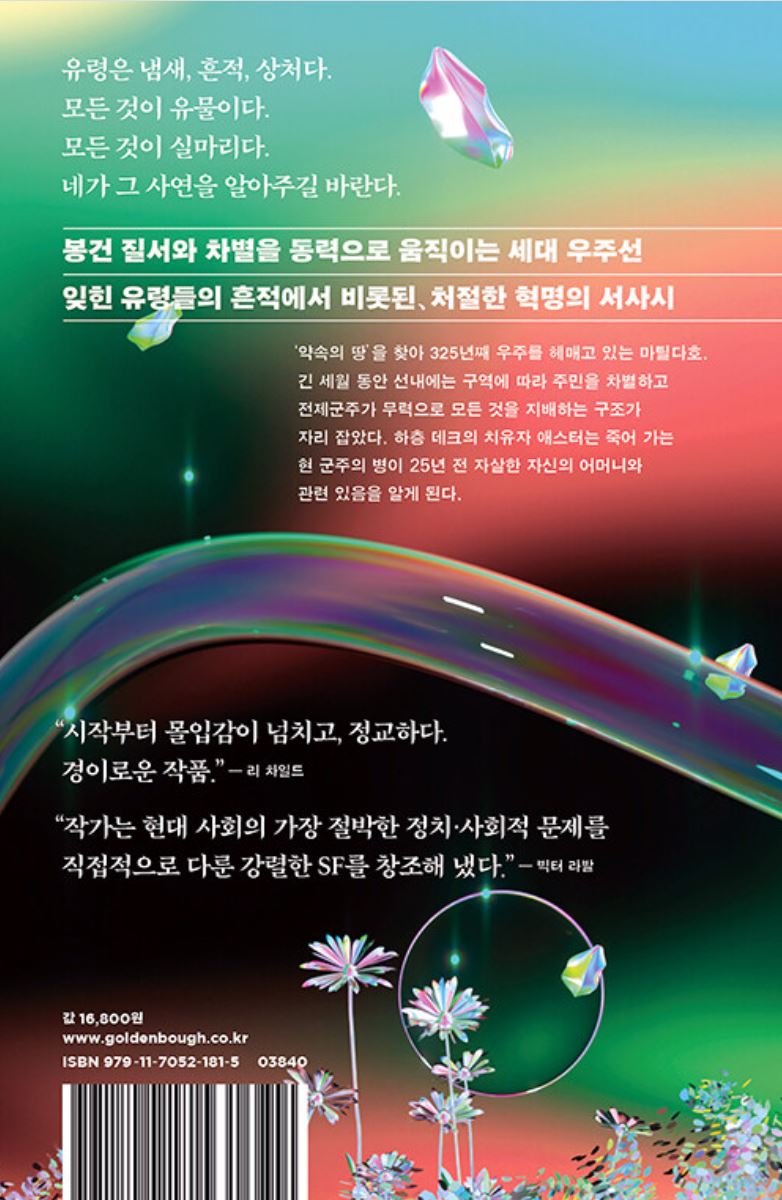 유령은 냄새, 흔적, 상처다.
모든 것이 유물이다.
모든 것이 실마리다.
네가 그 사연을 알아주길 바란다.
봉건 질서와 차별을 동력으로 움직이는 세대 우주선
잊힌 유령들의 흔적에서 비롯된, 처절한 혁명의 서사시
‘약속의 땅’을 찾아 325년째 우주를 헤매고 있는 마틸다호.
긴 세월 동안 선내에는 구역에 따라 주민을 차별하고
전제군주가 무력으로 모든 것을 지배하는 구조가
자리 잡았다. 하층 데크의 치유자 애스터는 죽어 가는
현 군주의 병이 25년 전 자살한 자신의 어머니와
관련 있음을 알게 된다.
“시작부터 몰입감이 넘치고, 정교하다.
경이로운 작품.” — 리 차일드
“작가는 현대 사회의 가장 절박한 정치·사회적 문제를
직접적으로 다룬 강렬한 SF를 창조해 냈다.” — 빅터 라발
값 16,800원
www.goldenbough.co.kr
ISBN 979-11-7052-181-5 03840